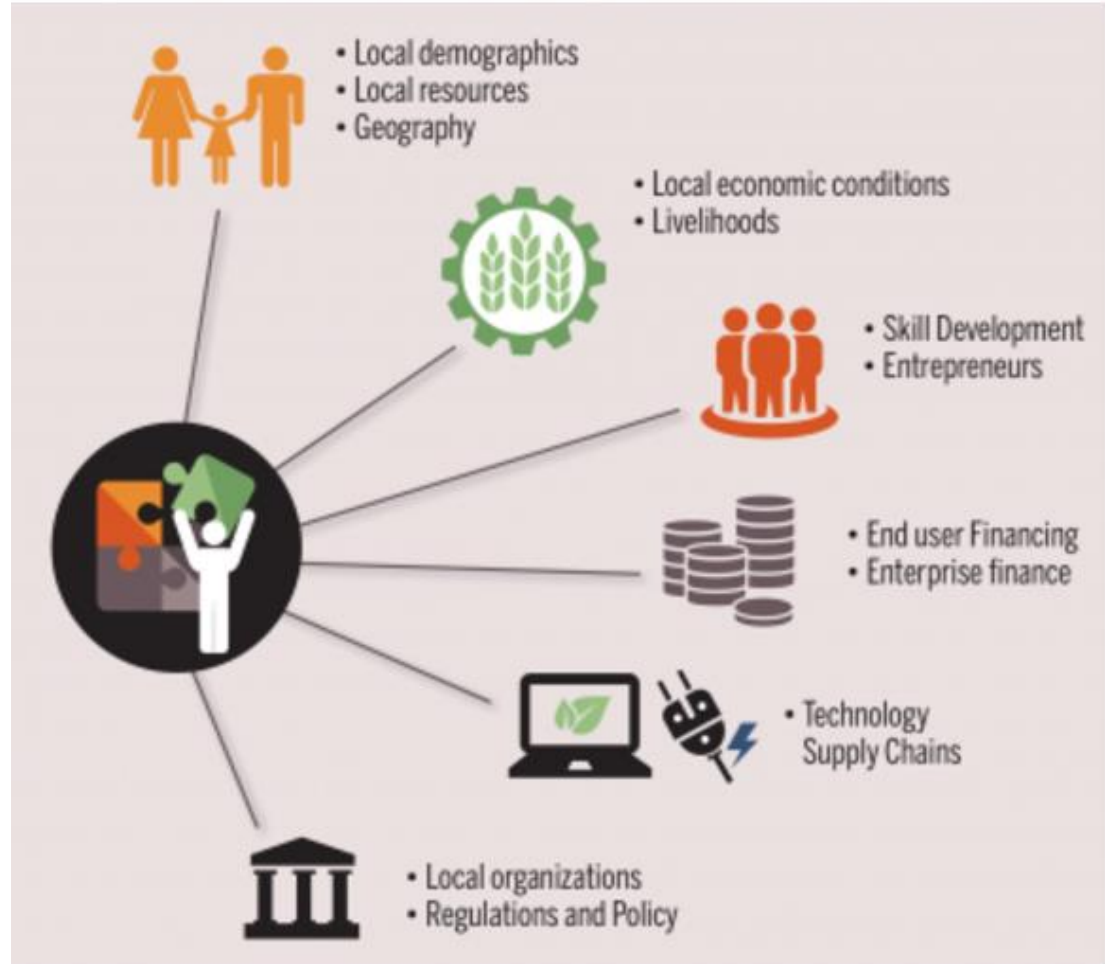 • Local demographics
• Local resources
• Geography
• Local economic conditions
• Livelihoods
• Skill Development
• Entrepreneurs
• End user Financing
• Enterprise finance
• Technology
Supply Chains
• Local organizations
• Regulations and Policy